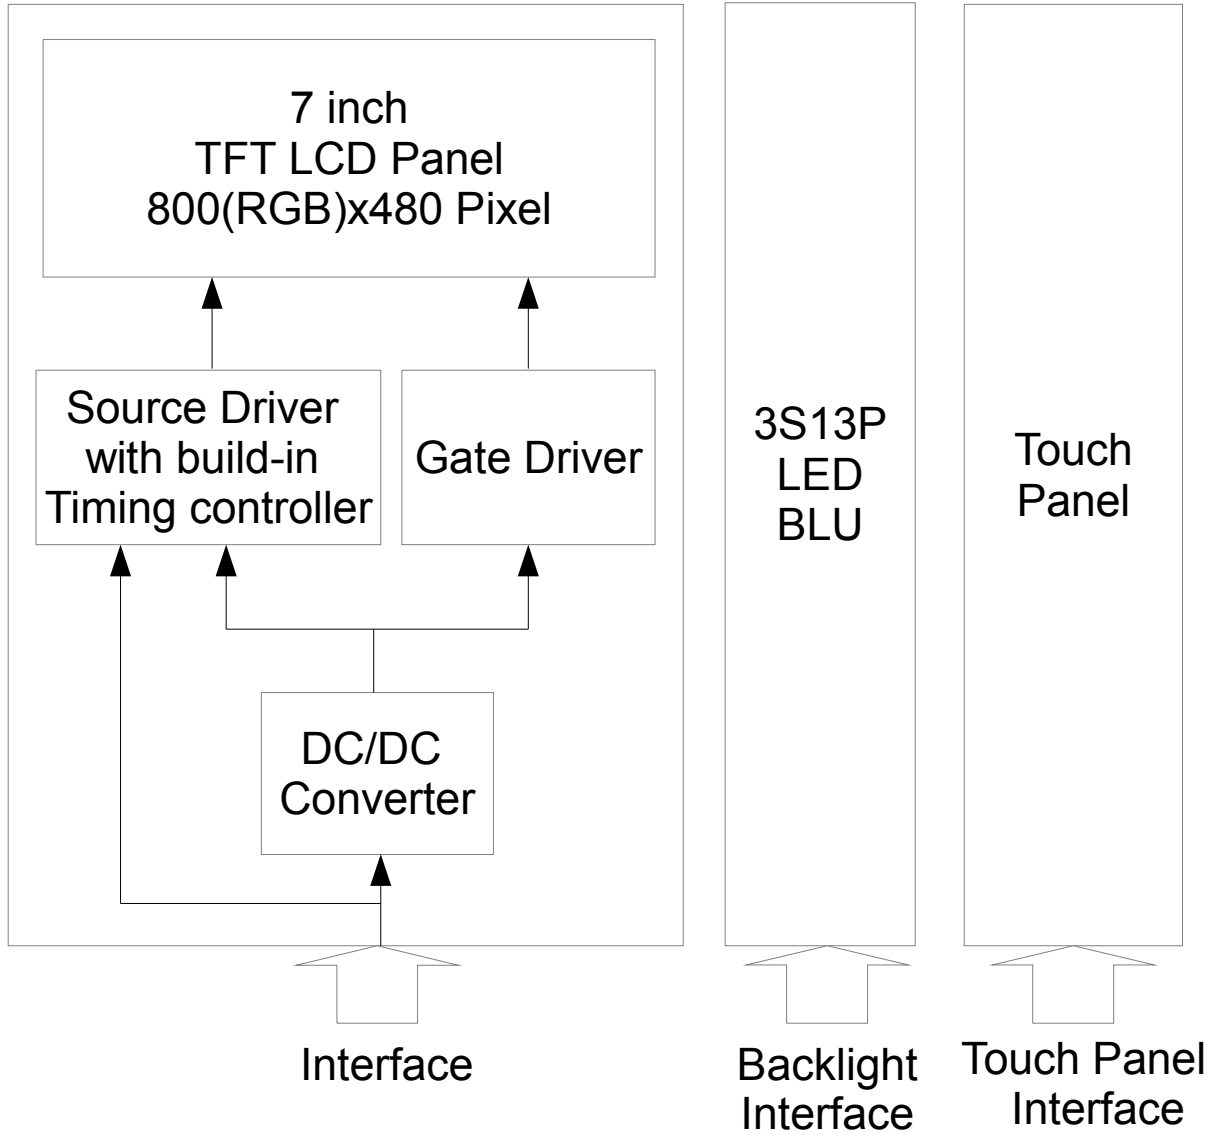 7 inch
TFT LCD Panel
800(RGB)x480 Pixel
Source Driver
with build-in
Timing controller
Gate Driver
DC/DC
Converter
3S13P
LED
BLU
Touch
Panel
Interface
Backlight
Interface
Touch Panel
Interface